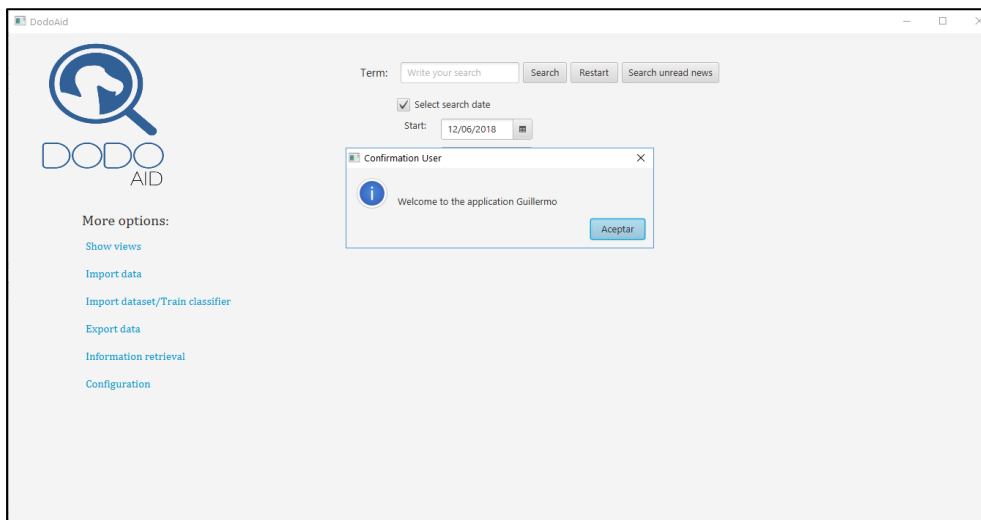 DodoAid
DODO
AID
Term: Write your search Search Restart Search unread news
Select search date
Start: 12/06/2018
Confirmation User
Welcome to the application Guillermo
Aceptar
More options:
Show views
Import data
Import dataset/Train classifier
Export data
Information retrieval
Configuration